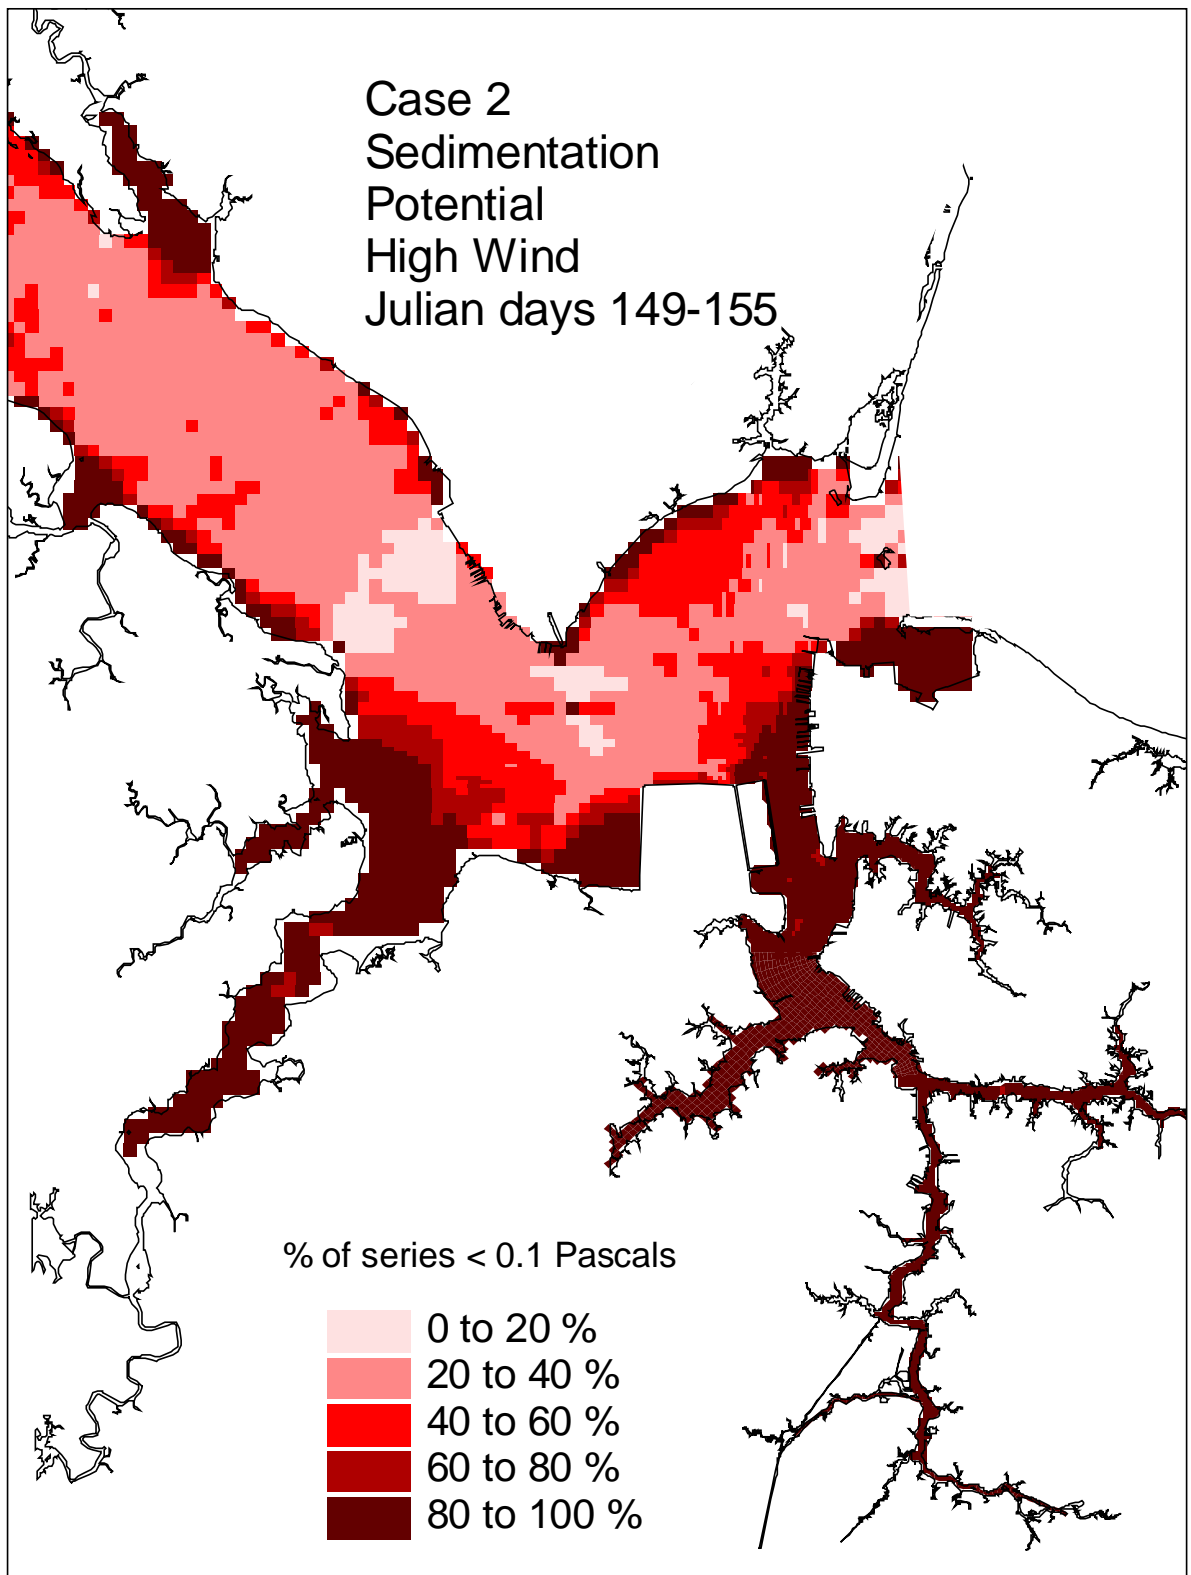 Case 2
Sedimentation
Potential
High Wind
Julian days 149-155
% of series < 0.1 Pascals
0 to 20 %
20 to 40 %
40 to 60 %
60 to 80 %
80 to 100 %